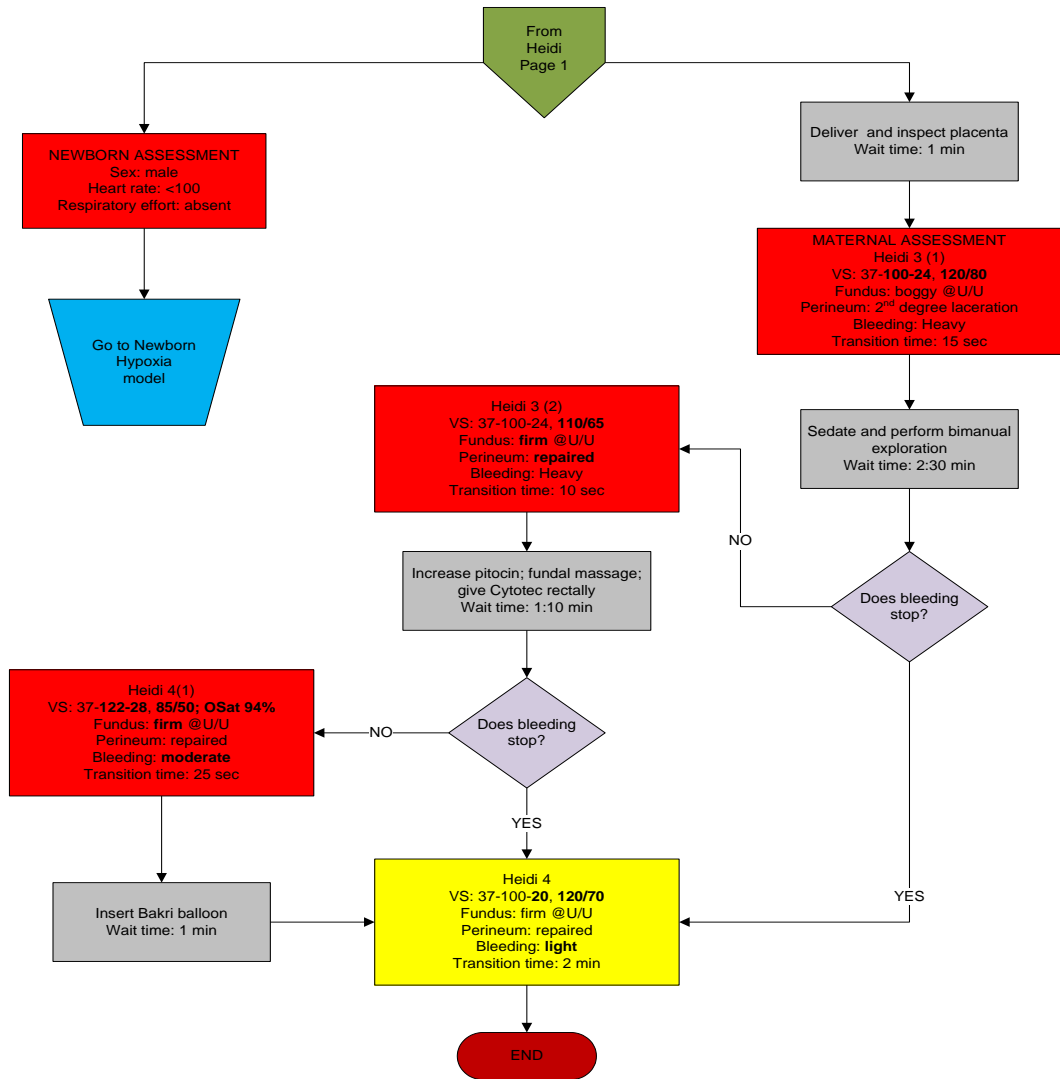 From
Heidi
Page 1
NEWBORN ASSESSMENT
Sex: male
Heart rate: <100
Respiratory effort: absent
Go to Newborn
Hypoxia
model
Deliver and inspect placenta
Wait time: 1 min
MATERNAL ASSESSMENT
Heidi 3 (1)
VS: 37-100-24, 120/80
Fundus: boggy @U/U
Perineum: 2nd degree laceration
Bleeding: Heavy
Transition time: 15 sec
Sedate and perform bimanual
exploration
Wait time: 2:30 min
Does bleeding
stop?
NO
YES
Heidi 3 (2)
VS: 37-100-24, 110/65
Fundus: firm @U/U
Perineum: repaired
Bleeding: Heavy
Transition time: 10 sec
Increase pitocin; fundal massage;
give Cytotec rectally
Wait time: 1:10 min
Does bleeding
stop?
NO
YES
Heidi 4(1)
VS: 37-122-28, 85/50; OSat 94%
Fundus: firm @U/U
Perineum: repaired
Bleeding: moderate
Transition time: 25 sec
Insert Bakri balloon
Wait time: 1 min
Heidi 4
VS: 37-100-20, 120/70
Fundus: firm @U/U
Perineum: repaired
Bleeding: light
Transition time: 2 min
END